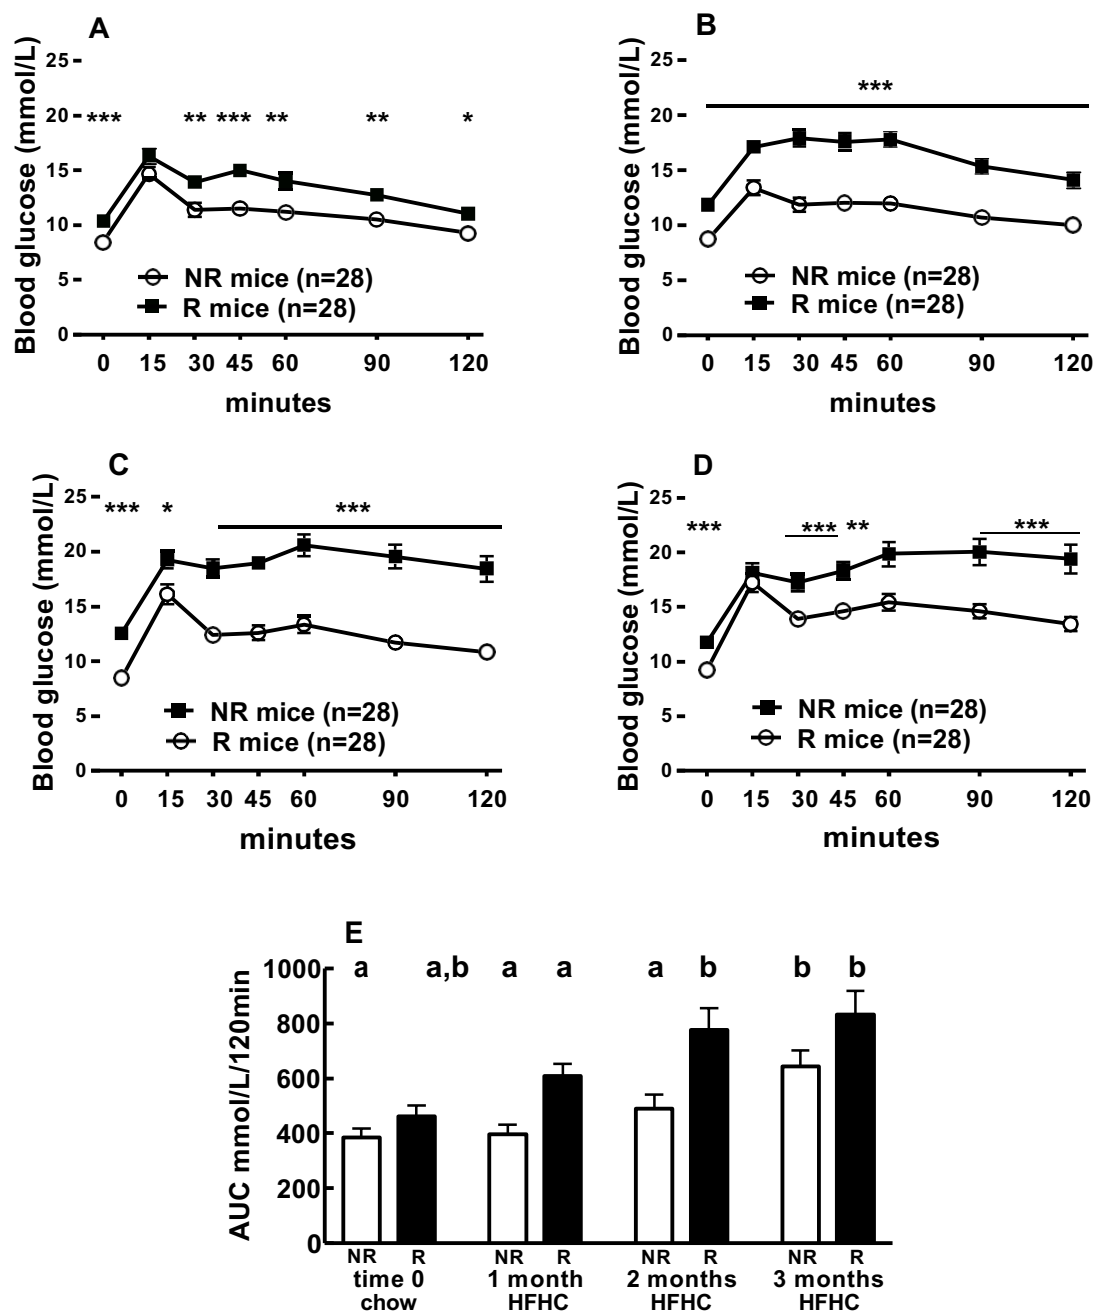 A
Blood glucose (mmol/L)
25
20
15
10
5
0
*** ** *** ** ** *
NR mice (n=28)
R mice (n=28)
0 15 30 45 60 90 120
minutes
B
Blood glucose (mmol/L)
25
20
15
10
5
0
***
NR mice (n=28)
R mice (n=28)
0 15 30 45 60 90 120
minutes
C
Blood glucose (mmol/L)
25
20
15
10
5
0
*** * ***
NR mice (n=28)
R mice (n=28)
0 15 30 45 60 90 120
minutes
D
Blood glucose (mmol/L)
25
20
15
10
5
0
*** *** ** ***
NR mice (n=28)
R mice (n=28)
0 15 30 45 60 90 120
minutes
E
AUC mmol/L/120min
1000
800
600
400
200
0
a a,b a a a b b b
NR R NR R NR R NR R
time 0 1 month 2 months 3 months
chow HFHC HFHC HFHC